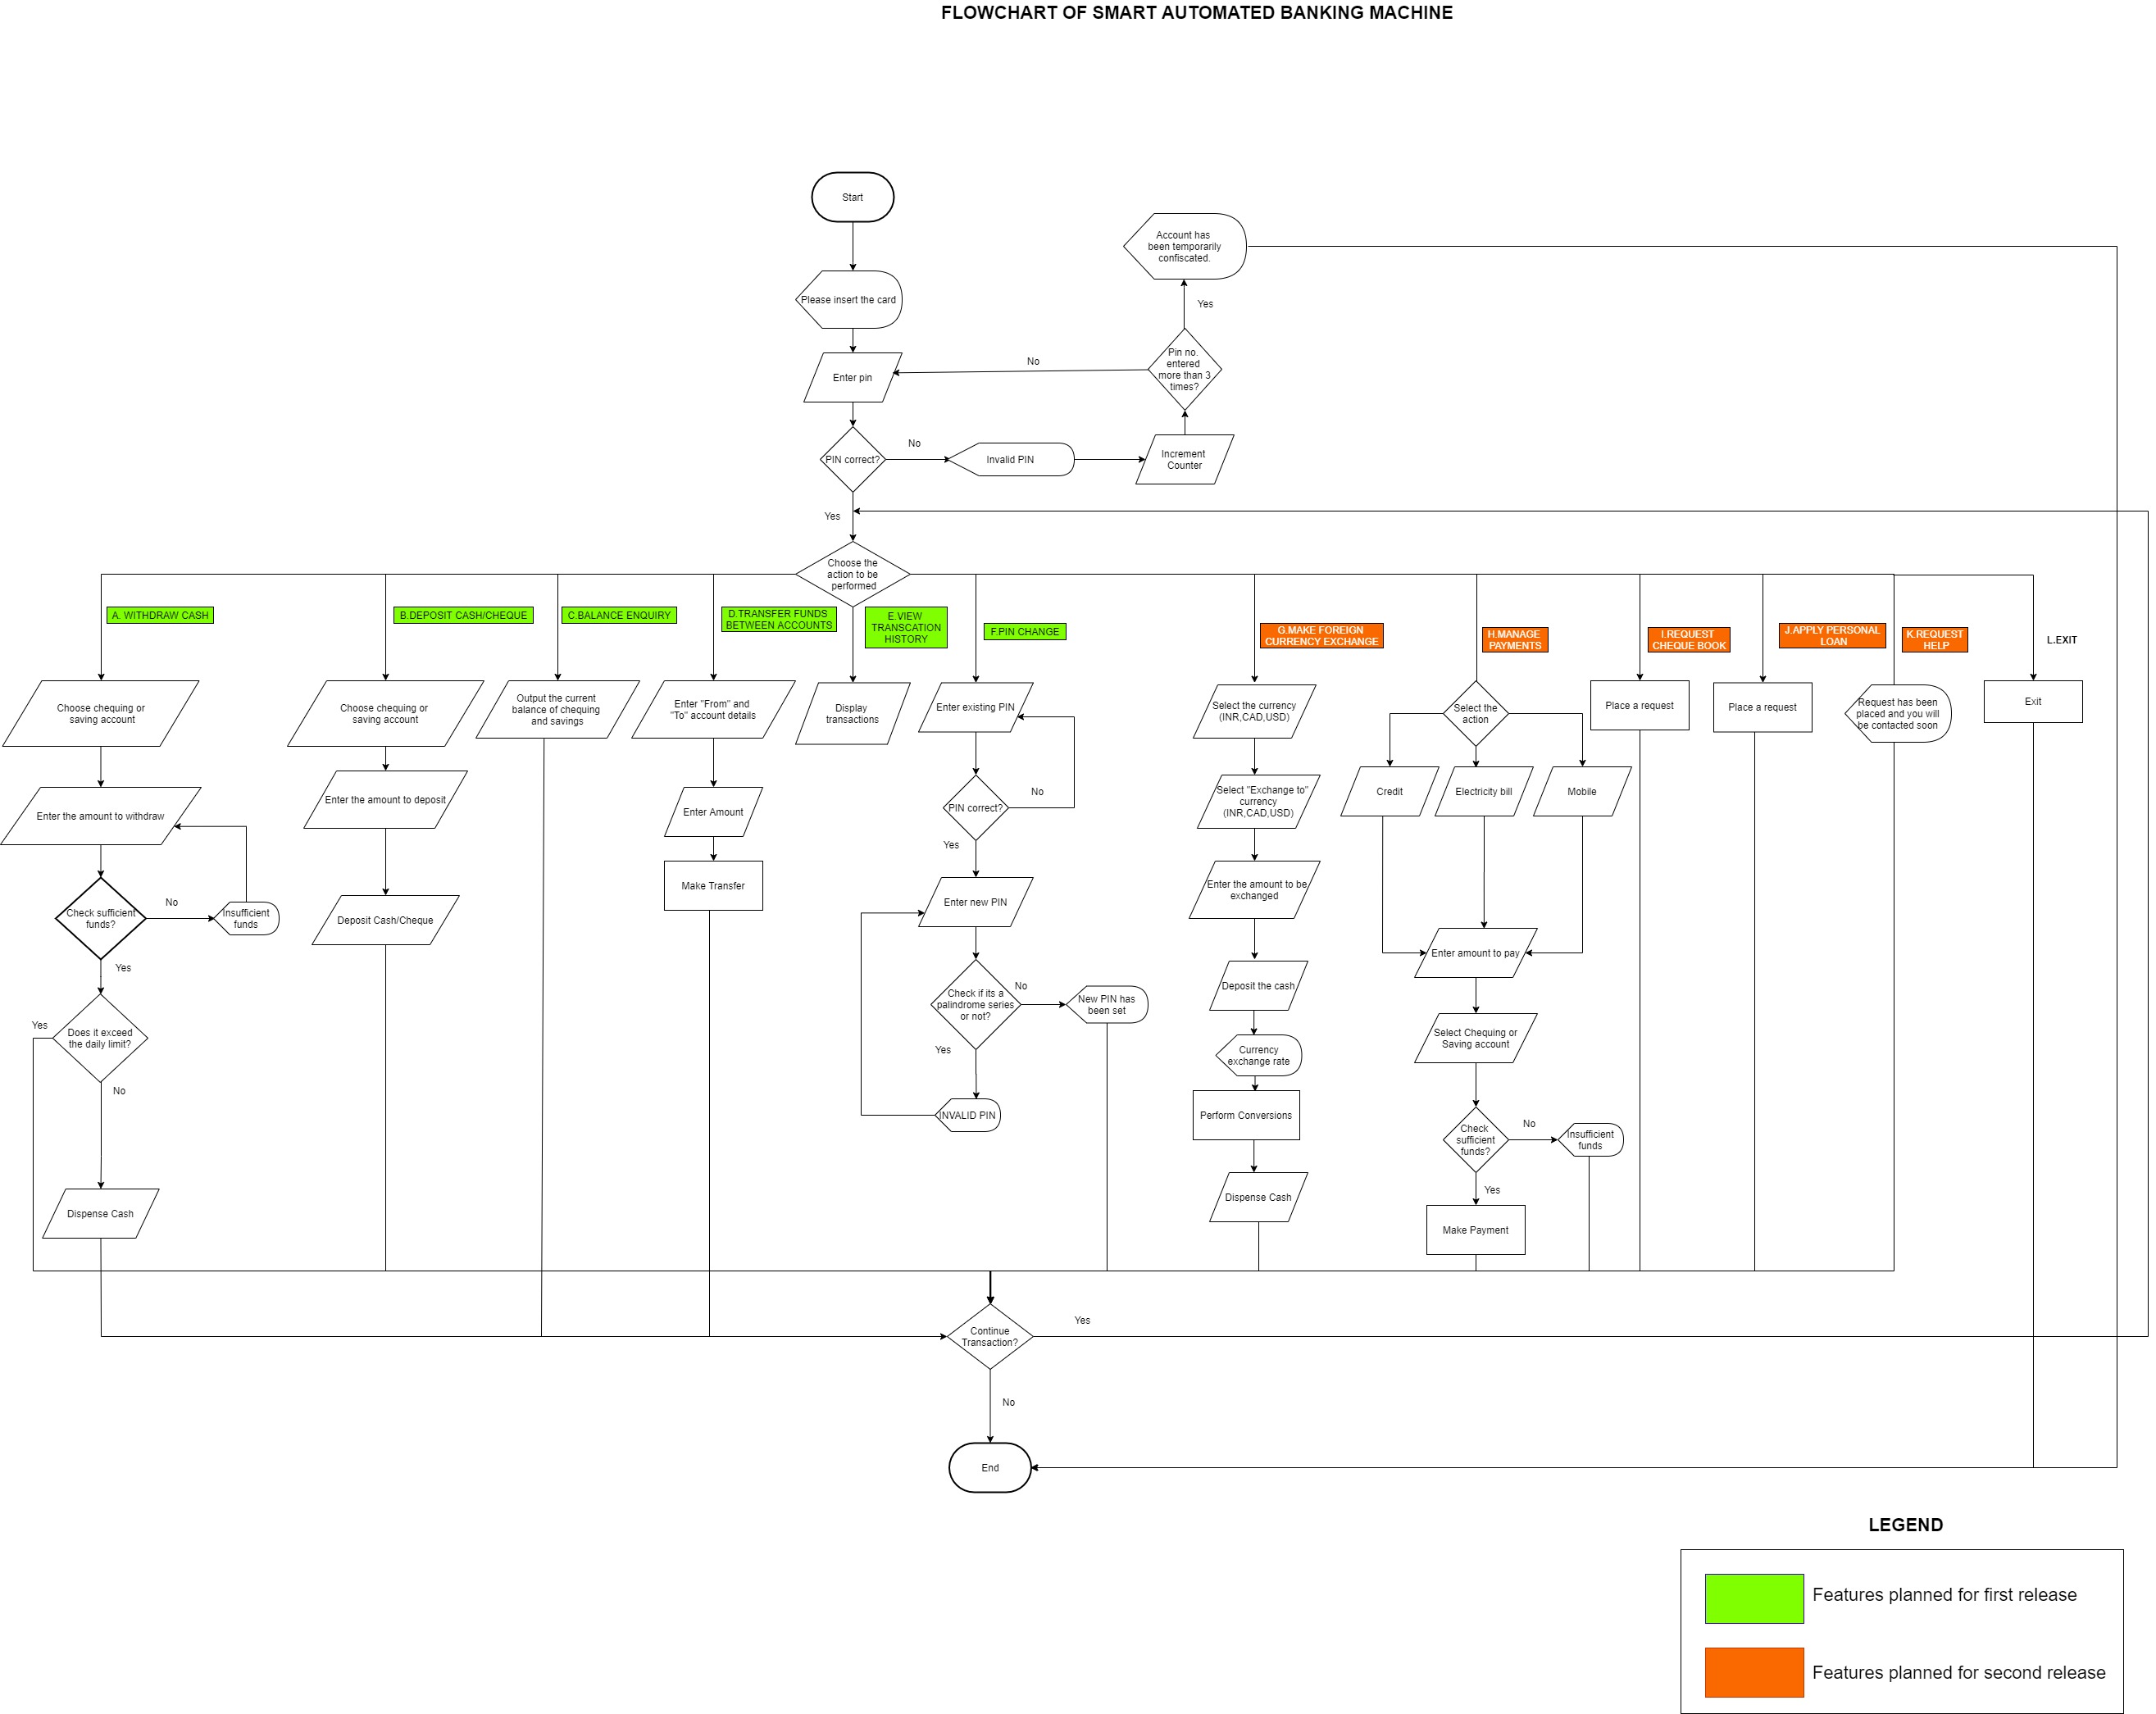 FLOWCHART OF SMART AUTOMATED BANKING MACHINE
Start
Account has
been temporarily
confiscated.
Please insert the card
Yes
Pin no.
entered
more than 3
times?
No
Enter pin
PIN correct?
No
Invalid PIN
Increment
Counter
Yes
Choose the
action to be
performed
A. WITHDRAW CASH
B.DEPOSIT CASH/CHEQUE
C.BALANCE ENQUIRY
D.TRANSFER FUNDS
BETWEEN ACCOUNTS
E.VIEW
TRANSCATION
HISTORY
F.PIN CHANGE
G.MAKE FOREIGN
CURRENCY EXCHANGE
H.MANAGE
PAYMENTS
I.REQUEST
CHEQUE BOOK
J.APPLY PERSONAL
LOAN
K.REQUEST
HELP
L.EXIT
Choose chequing or
saving account
Enter the amount to withdraw
Check sufficient
funds?
No
Insufficient
funds
Yes
Does it exceed
the daily limit?
Yes
No
Dispense Cash
Choose chequing or
saving account
Enter the amount to deposit
Deposit Cash/Cheque
Output the current
balance of chequing
and savings
Enter "From" and
"To" account details
Enter Amount
Make Transfer
Display
transactions
Enter existing PIN
PIN correct?
No
Yes
Enter new PIN
Check if its a
palindrome series
or not?
No
New PIN has
been set
Yes
INVALID PIN
Select the currency
(INR,CAD,USD)
Select "Exchange to"
currency
(INR,CAD,USD)
Enter the amount to be
exchanged
Deposit the cash
Currency
exchange rate
Perform Conversions
Dispense Cash
Select the
action
Credit
Electricity bill
Mobile
Enter amount to pay
Select Chequing or
Saving account
Check
sufficient
funds?
No
Insufficient
funds
Yes
Make Payment
Place a request
Place a request
Request has been
placed and you will
be contacted soon
Exit
Continue
Transaction?
Yes
No
End
LEGEND
Features planned for first release
Features planned for second release